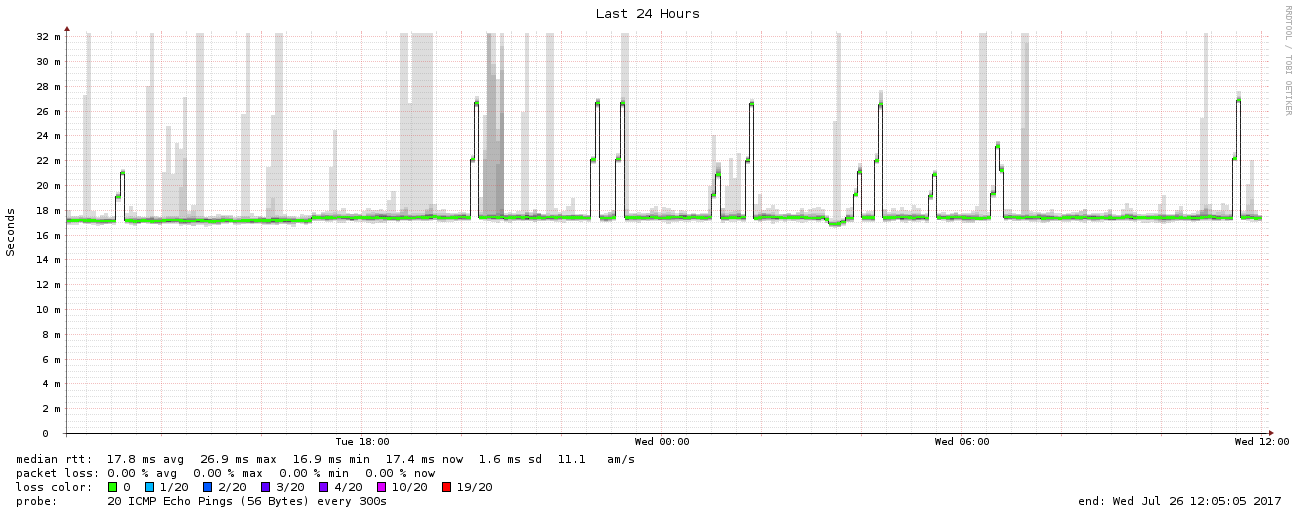 Last 24 Hours
RRDTOOL / TOBI OETIKER
Seconds
32 m
30 m
28 m
26 m
24 m
22 m
20 m
18 m
16 m
14 m
12 m
10 m
8 m
6 m
4 m
2 m
0
Tue 18:00 Wed 00:00 Wed 06:00 Wed 12:00
median rtt: 17.8 ms avg 26.9 ms max 16.9 ms min 17.4 ms now 1.6 ms sd 11.1 am/s
packet loss: 0.00 % avg 0.00 % max 0.00 % min 0.00 % now
loss color: 0 1/20 2/20 3/20 4/20 10/20 19/20
probe: 20 ICMP Echo Pings (56 Bytes) every 300s end: Wed Jul 26 12:05:05 2017